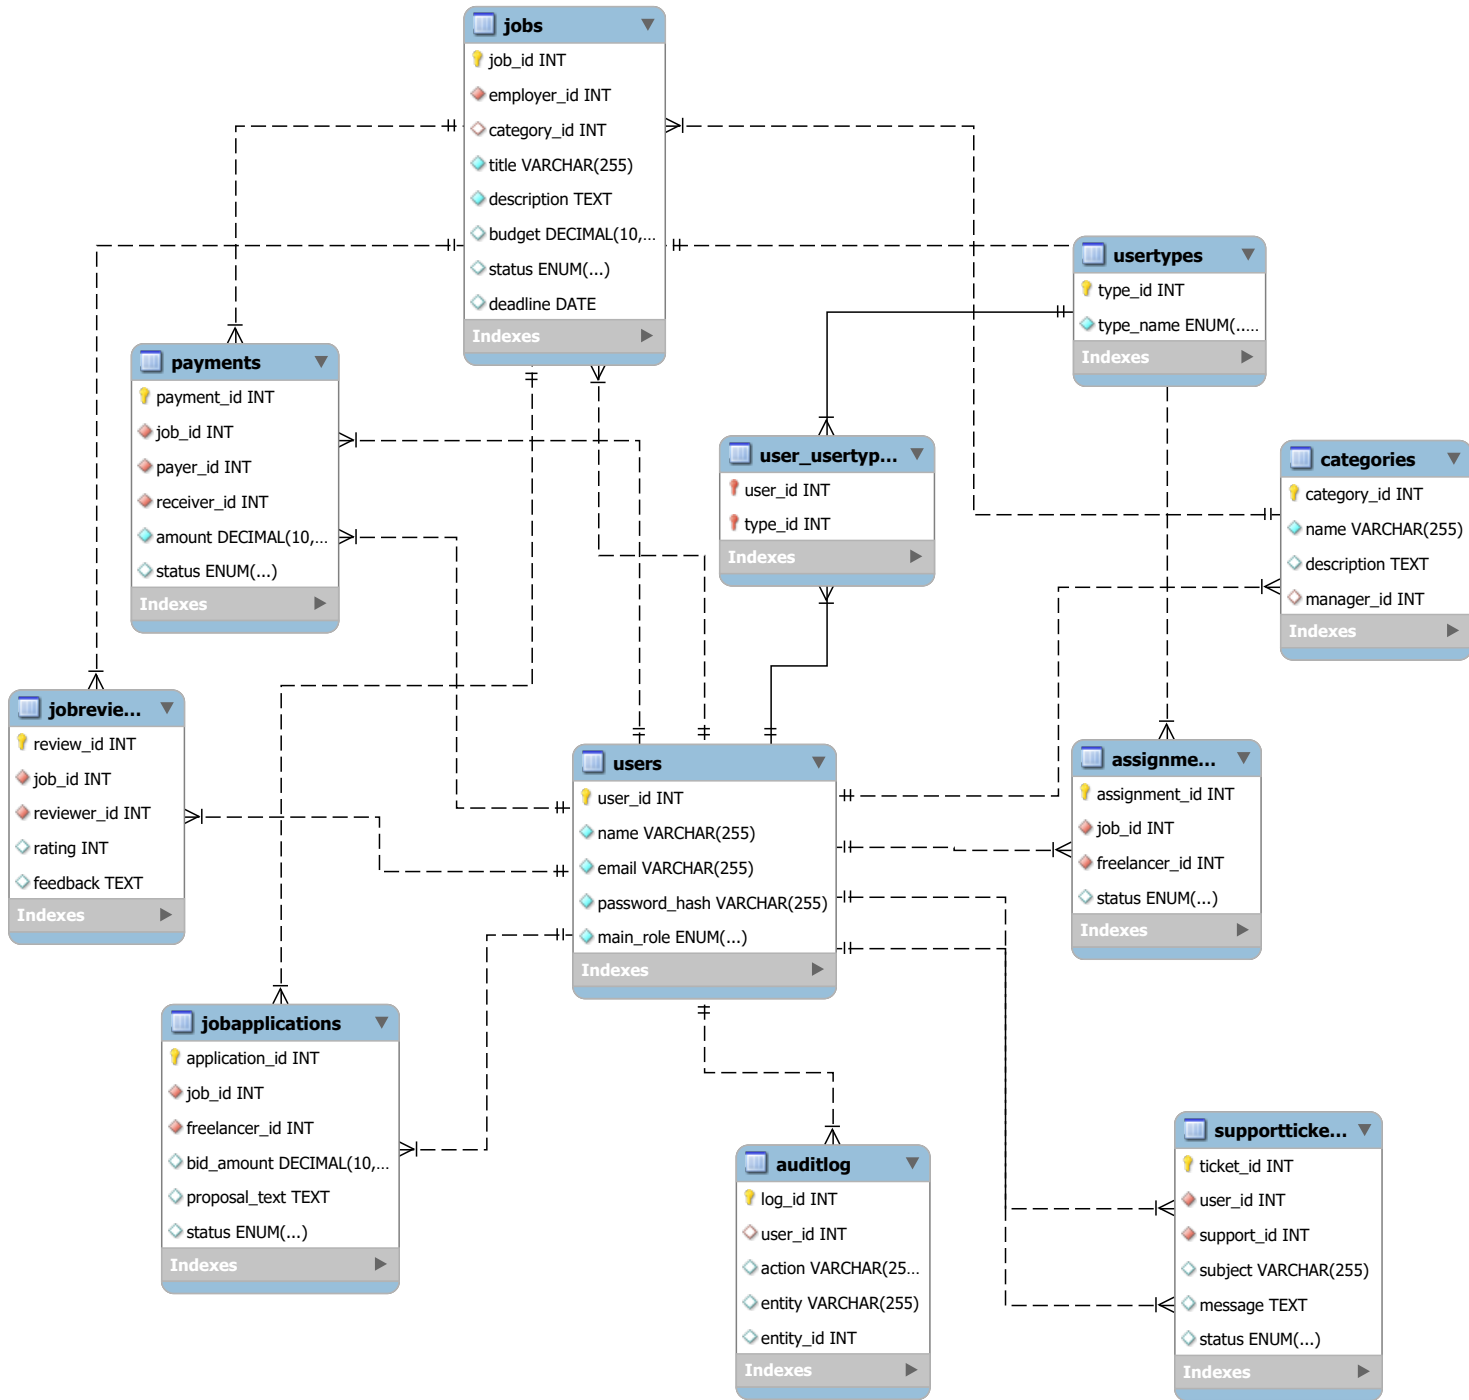 jobs
job_id INT
employer_id INT
category_id INT
title VARCHAR(255)
description TEXT
budget DECIMAL(10,...
status ENUM(...)
deadline DATE
Indexes
usertypes
type_id INT
type_name ENUM(.....
Indexes
payments
payment_id INT
job_id INT
payer_id INT
receiver_id INT
amount DECIMAL(10,...
status ENUM(...)
Indexes
user_usertyp...
user_id INT
type_id INT
Indexes
categories
category_id INT
name VARCHAR(255)
description TEXT
manager_id INT
Indexes
jobrevie...
review_id INT
job_id INT
reviewer_id INT
rating INT
feedback TEXT
Indexes
users
user_id INT
name VARCHAR(255)
email VARCHAR(255)
password_hash VARCHAR(255)
main_role ENUM(...)
Indexes
assignme...
assignment_id INT
job_id INT
freelancer_id INT
status ENUM(...)
Indexes
jobapplications
application_id INT
job_id INT
freelancer_id INT
bid_amount DECIMAL(10,...
proposal_text TEXT
status ENUM(...)
Indexes
auditlog
log_id INT
user_id INT
action VARCHAR(25...
entity VARCHAR(255)
entity_id INT
Indexes
supportticke...
ticket_id INT
user_id INT
support_id INT
subject VARCHAR(255)
message TEXT
status ENUM(...)
Indexes